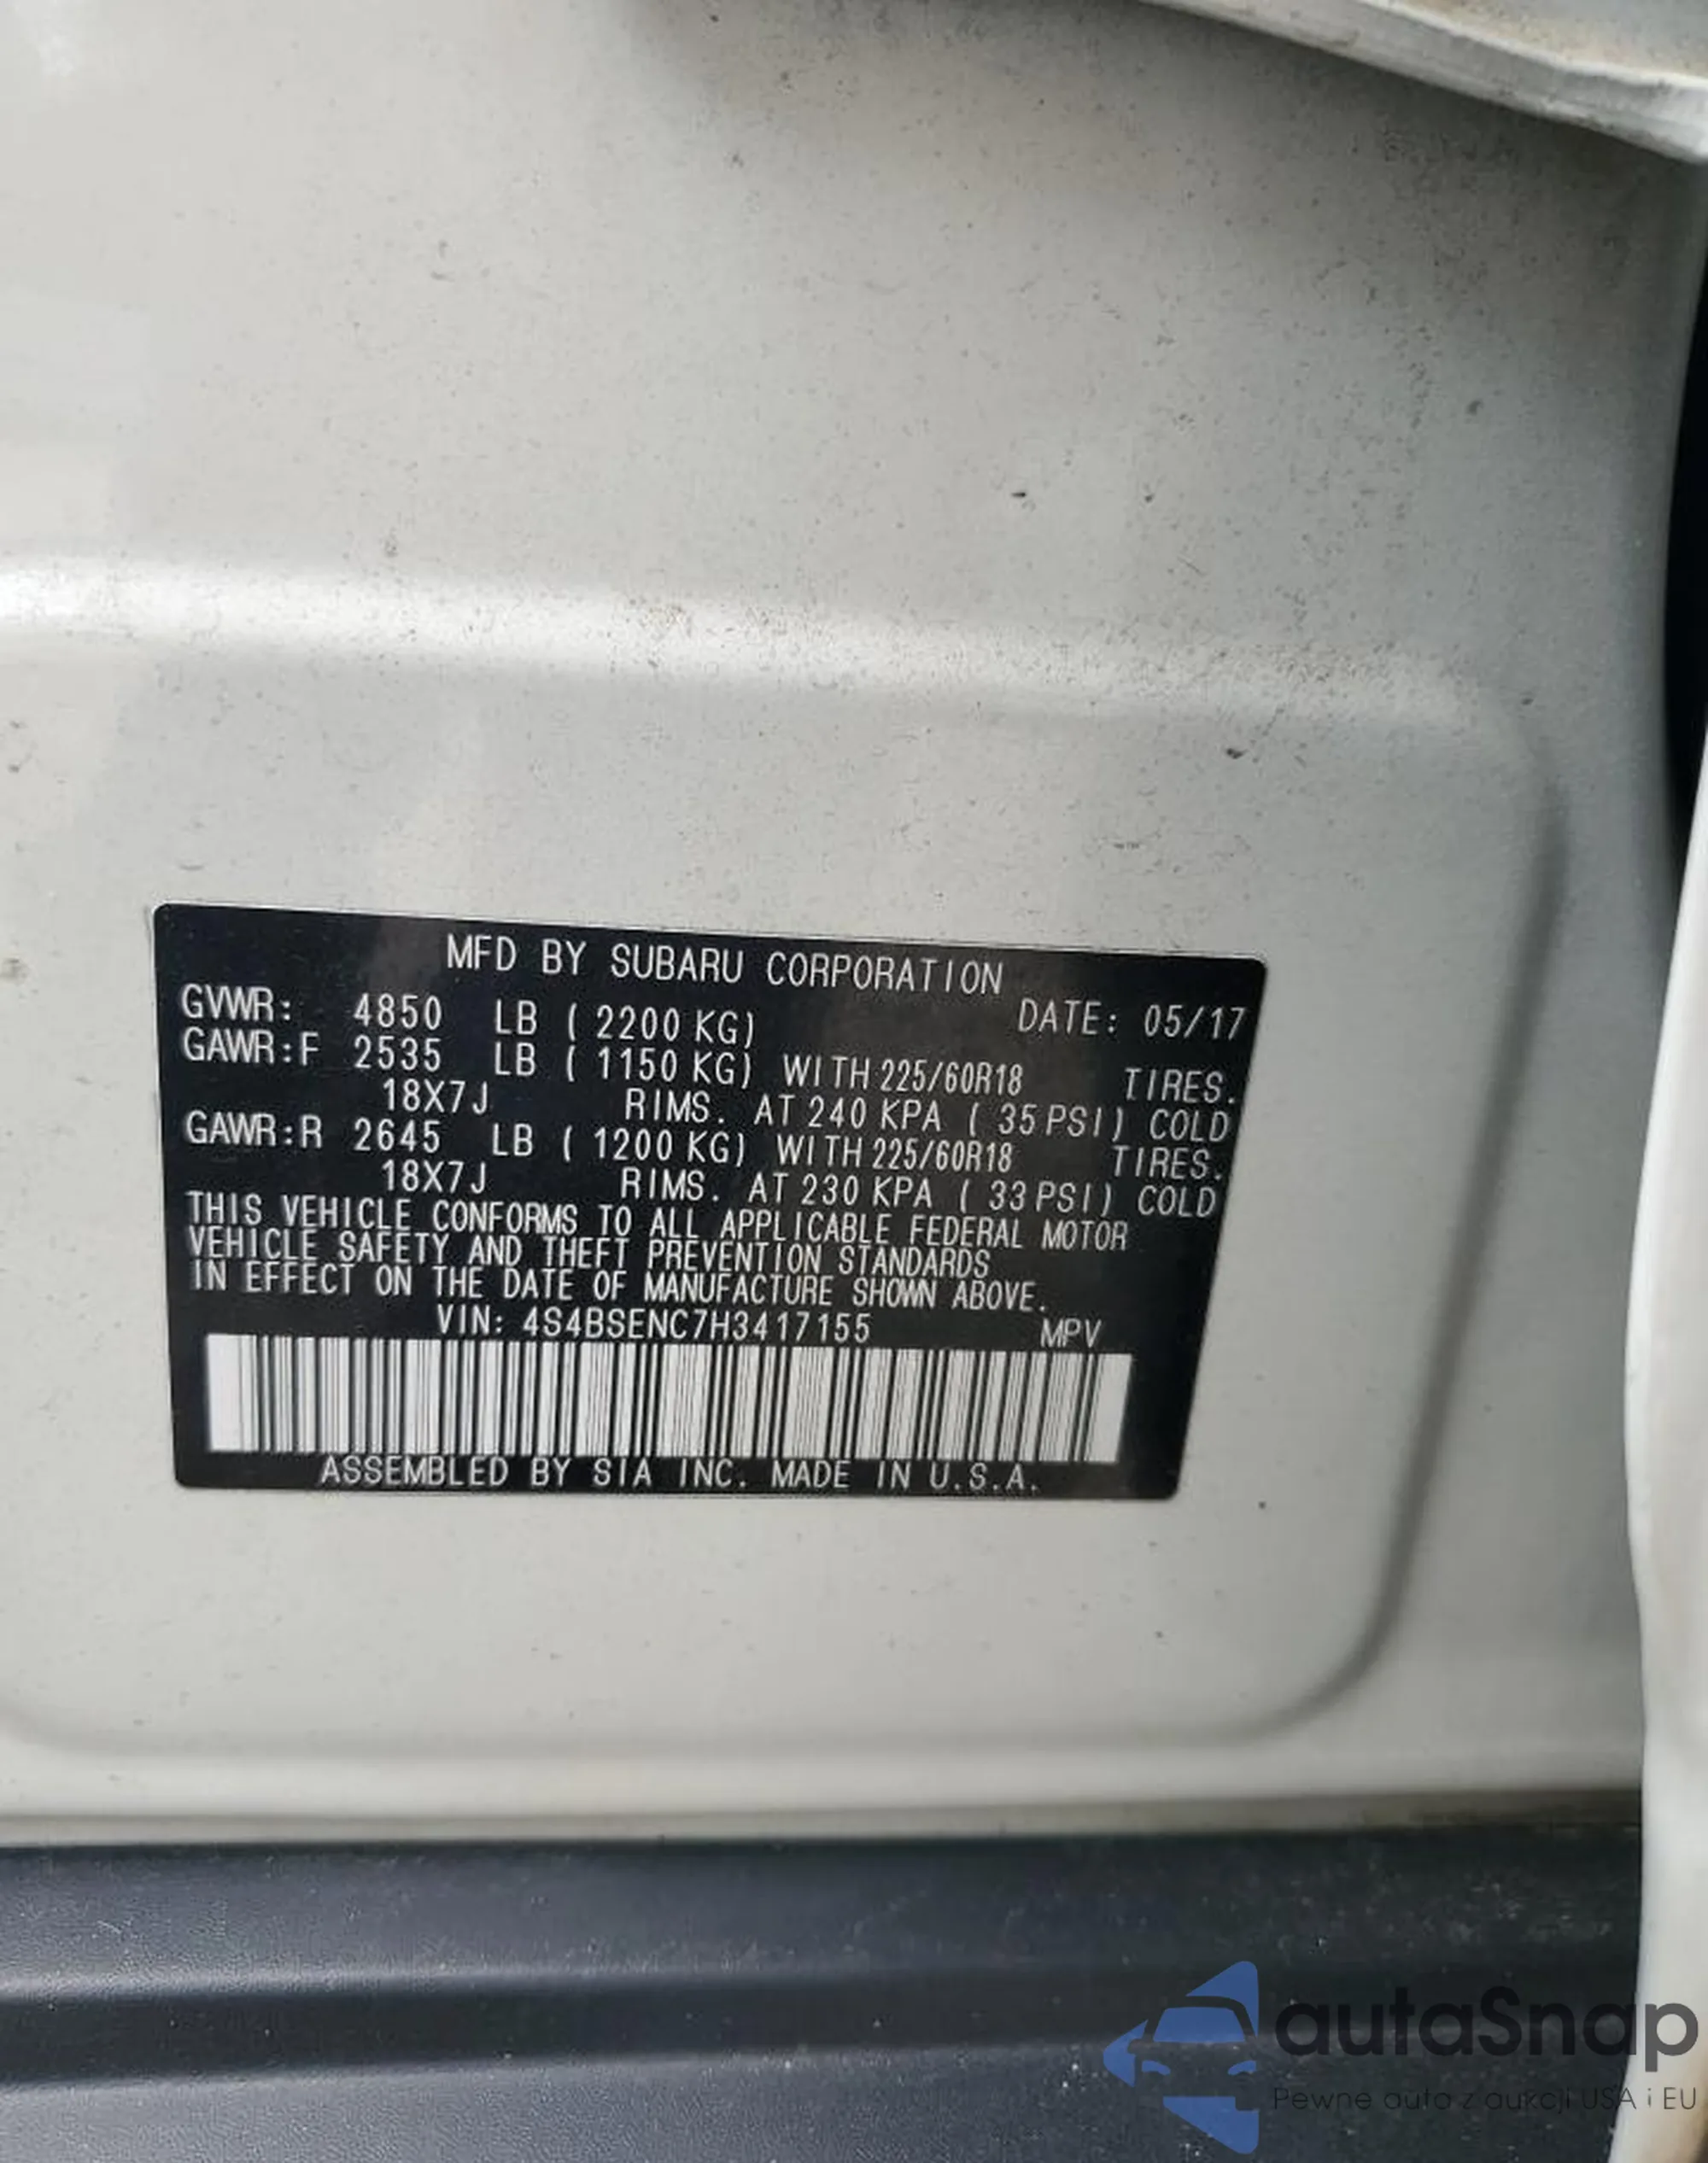 MFD BY SUBARU CORPORATION
GVWR: 4850 LB ( 2200 KG) DATE: 05/17
GAWR:F 2535 LB ( 1150 KG) WITH 225/60R18 TIRES.
18X7J RIMS. AT 240 KPA ( 35 PSI) COLD
GAWR:R 2645 LB ( 1200 KG) WITH 225/60R18 TIRES.
18X7J RIMS. AT 230 KPA ( 33 PSI) COLD
THIS VEHICLE CONFORMS TO ALL APPLICABLE FEDERAL MOTOR
VEHICLE SAFETY AND THEFT PREVENTION STANDARDS
IN EFFECT ON THE DATE OF MANUFACTURE SHOWN ABOVE.
VIN: 4S4BSENC7H3417155 MPV
ASSEMBLED BY SIA INC. MADE IN U.S.A.
autaSnap
Pewne auta z aukcji USA i EU